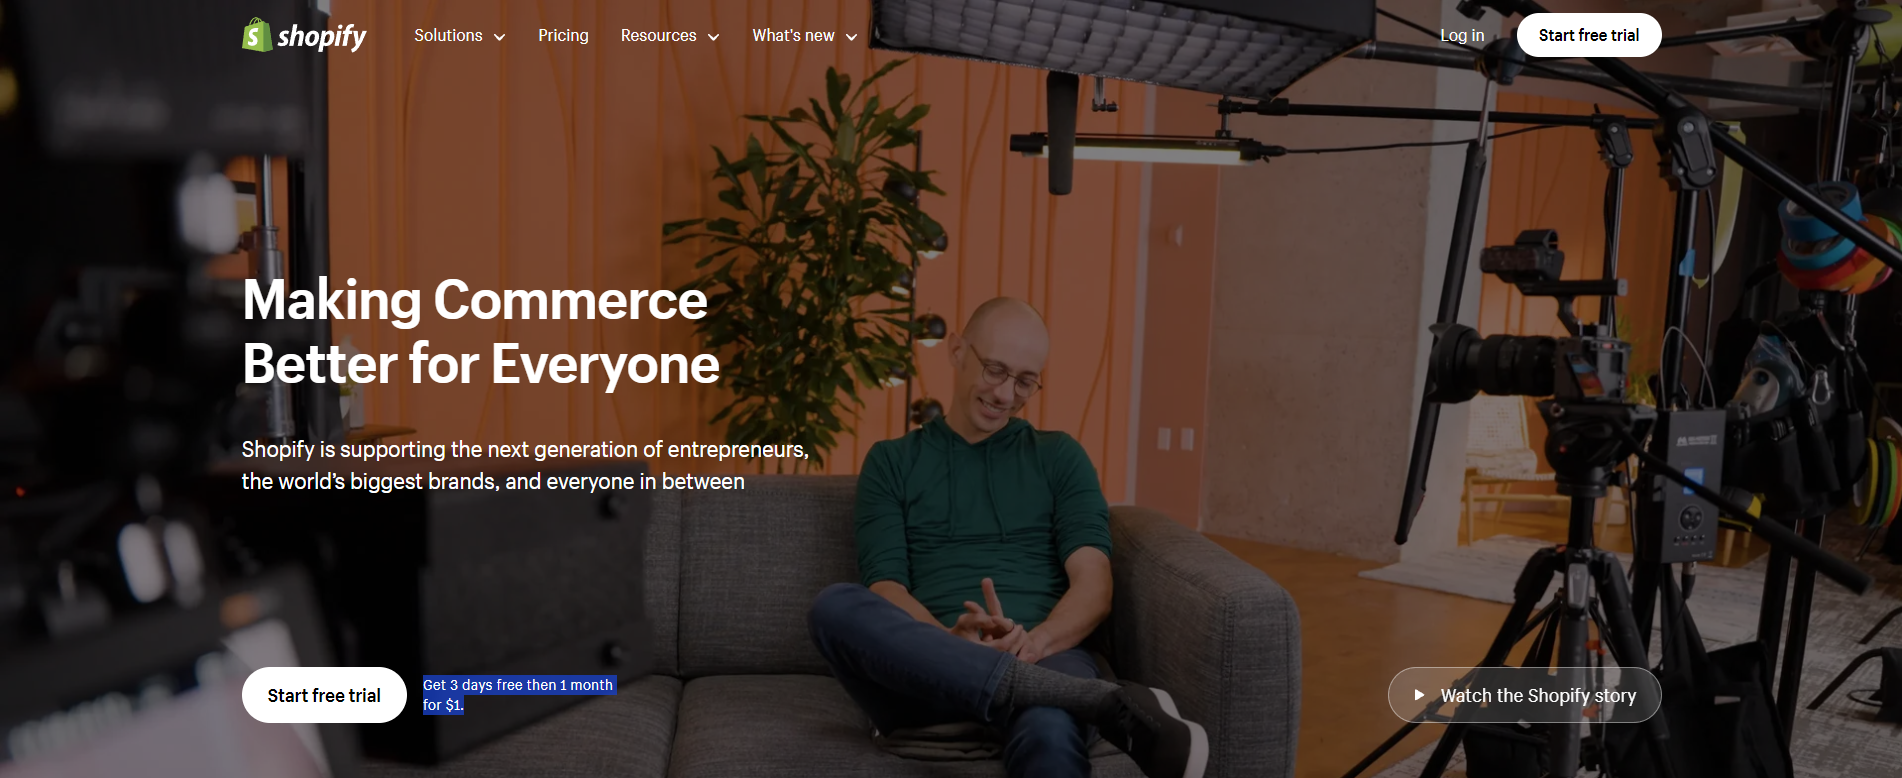 shopify
Solutions
Pricing
Resources
What's new
Log in
Start free trial
Making Commerce
Better for Everyone
Shopify is supporting the next generation of entrepreneurs,
the world's biggest brands, and everyone in between
Start free trial
Get 3 days free then 1 month
for $1.
Watch the Shopify story